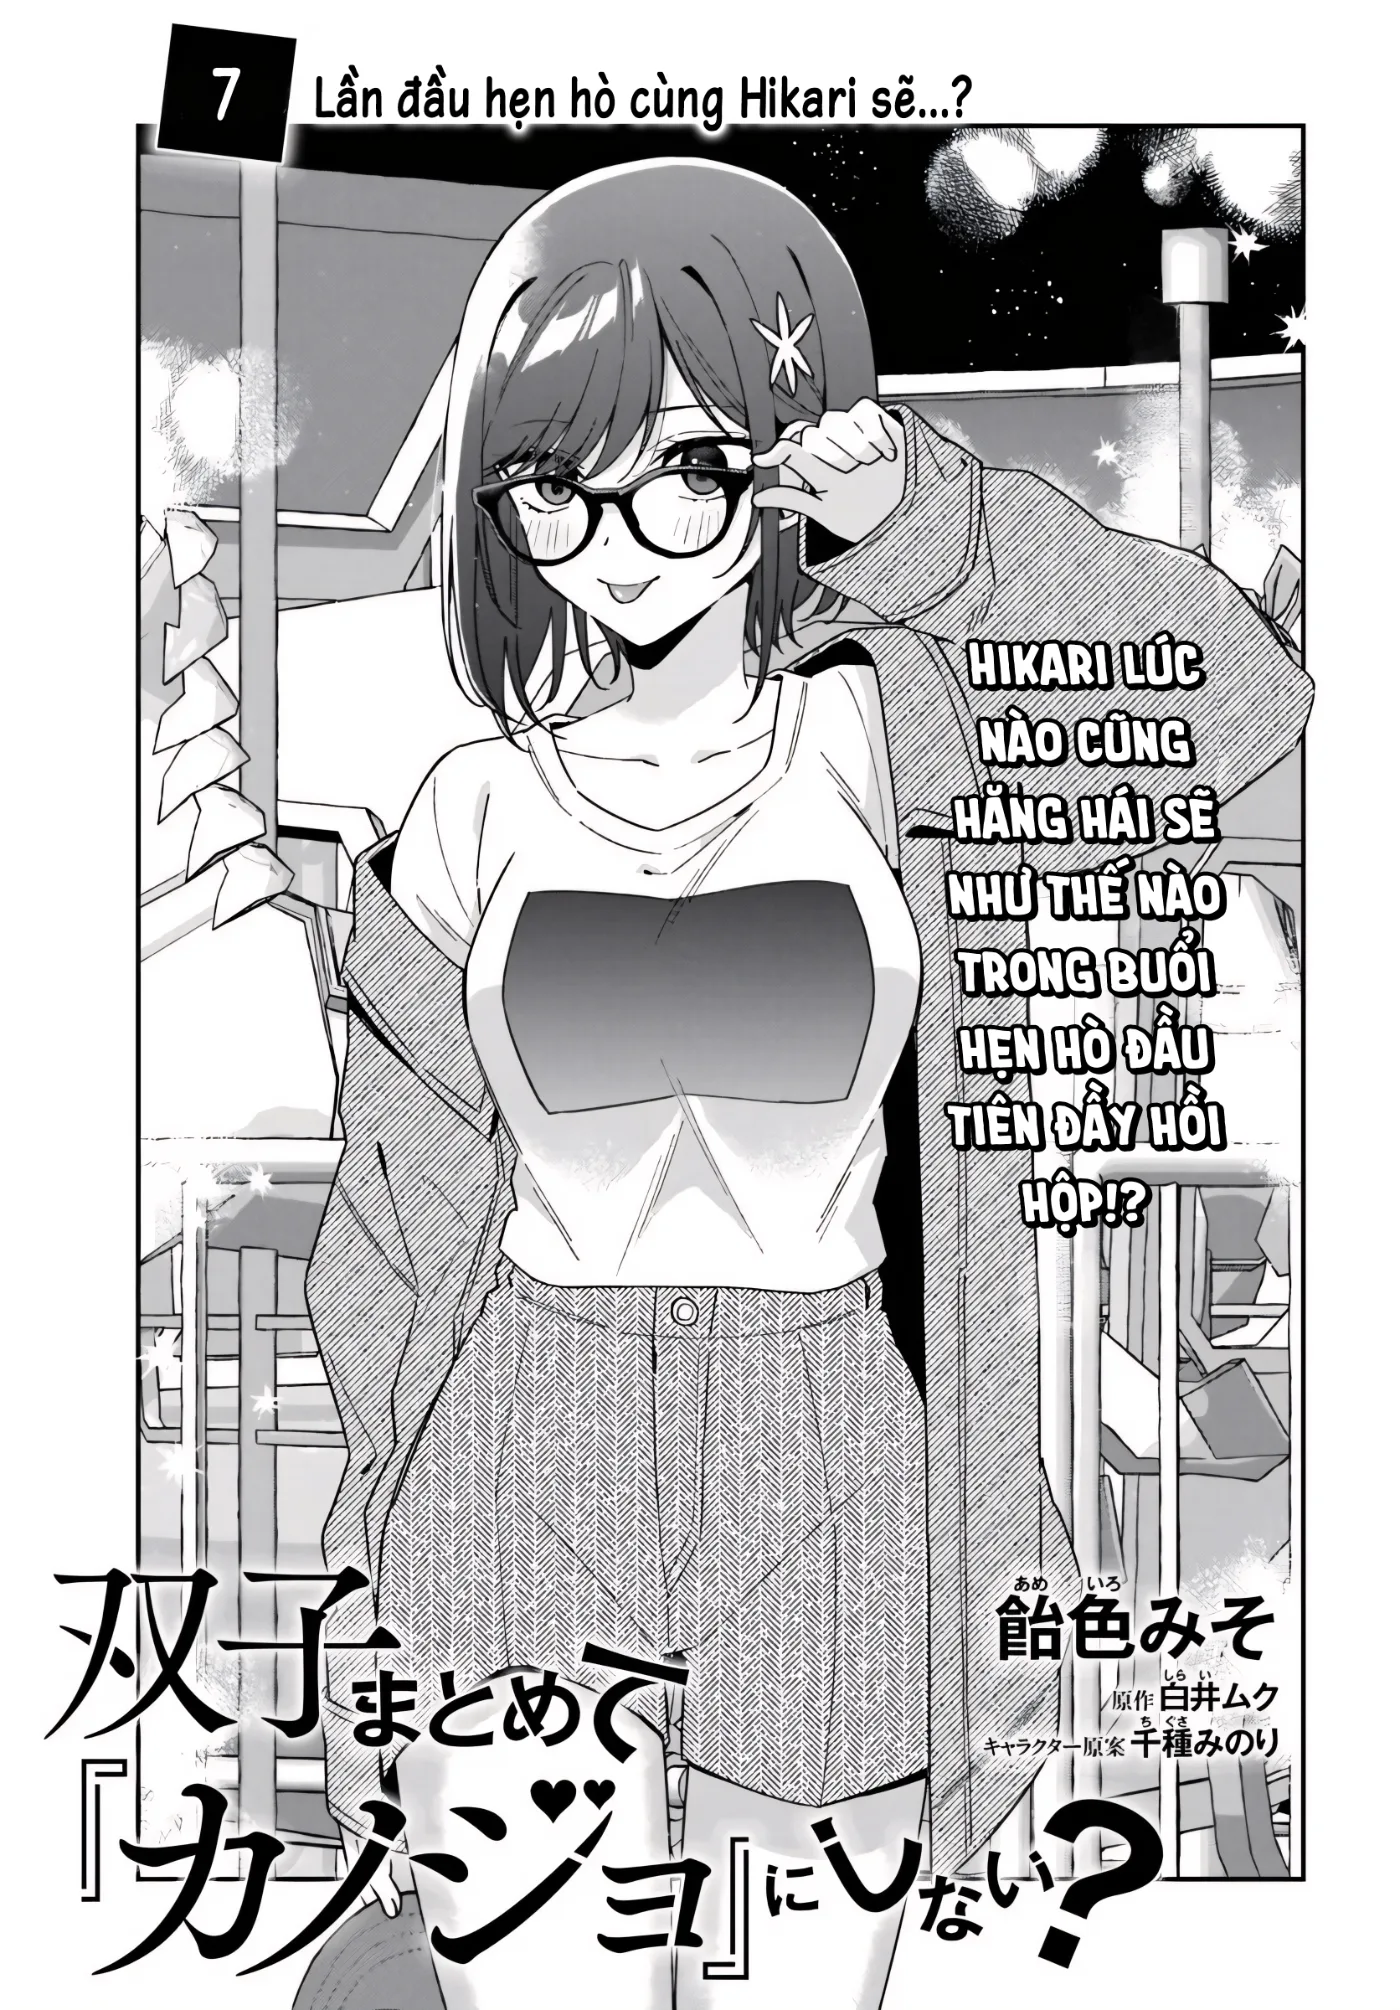 7
Lần đầu hẹn hò cùng Hikari sẽ...?
HIKARI LÚC
NÀO CŨNG
HĂNG HÁI SẼ
NHƯ THẾ NÀO
TRONG BUỔI
HẸN HÒ ĐẦU
TIÊN ĐẦY HỒI
HỘP!?
あめ いろ
飴色みそ
しら い
原作 白井ムク
ち ぐさ
キャラクター原案 千種みのり
双子まとめて
『カノジョ』にしない?